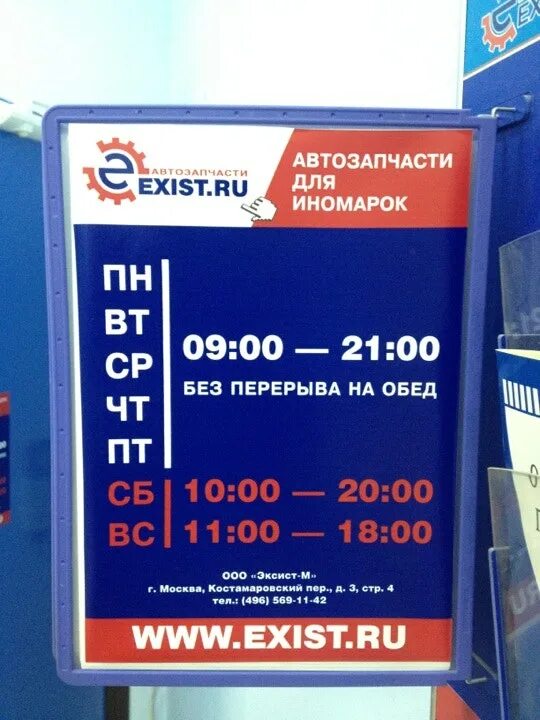 АВТОЗАПЧАСТИ
EXIST.RU
АВТОЗАПЧАСТИ
ДЛЯ
ИНОМАРОК
ПН
ВТ
СР
ЧТ
ПТ
09:00 — 21:00
БЕЗ ПЕРЕРЫВА НА ОБЕД
СБ 10:00 — 20:00
ВС 11:00 — 18:00
ООО «Эксист-М»
г. Москва, Костамаровский пер., д. 3, стр. 4
тел.: (496) 569-11-42
WWW.EXIST.RU